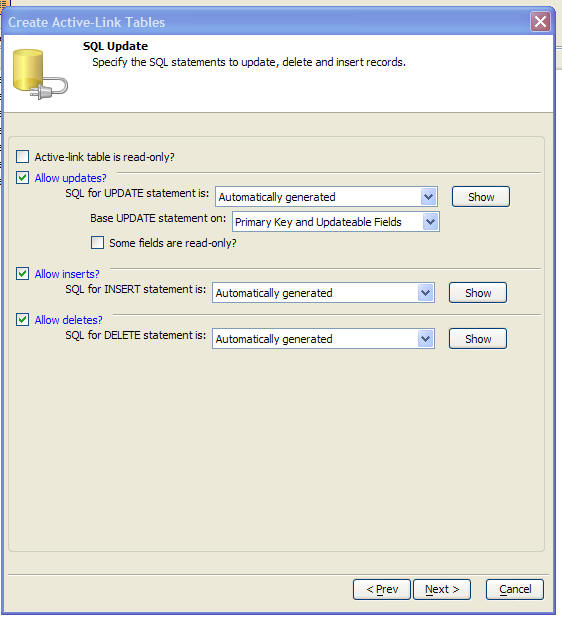 Create Active-Link Tables
SQL Update
Specify the SQL statements to update, delete and insert records.
Active-link table is read-only?
Allow updates?
SQL for UPDATE statement is: Automatically generated Show
Base UPDATE statement on: Primary Key and Updateable Fields
Some fields are read-only?
Allow inserts?
SQL for INSERT statement is: Automatically generated Show
Allow deletes?
SQL for DELETE statement is: Automatically generated Show
< Prev Next > Cancel